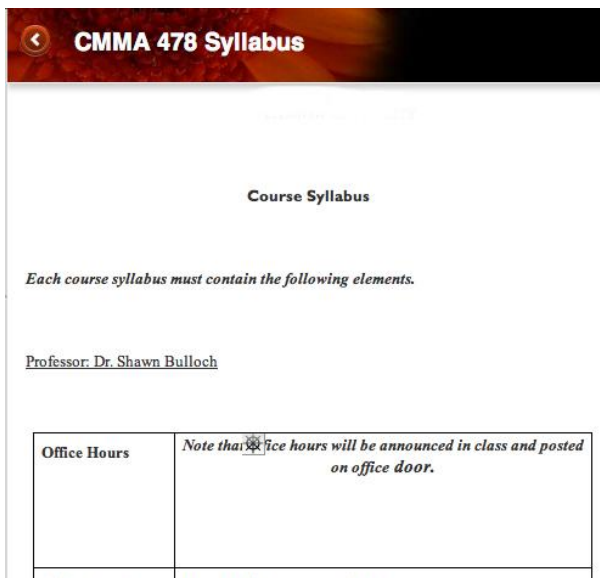 CMMA 478 Syllabus
Course Syllabus
Each course syllabus must contain the following elements.
Professor: Dr. Shawn Bulloch
Office Hours
Note that fice hours will be announced in class and posted
on office door.